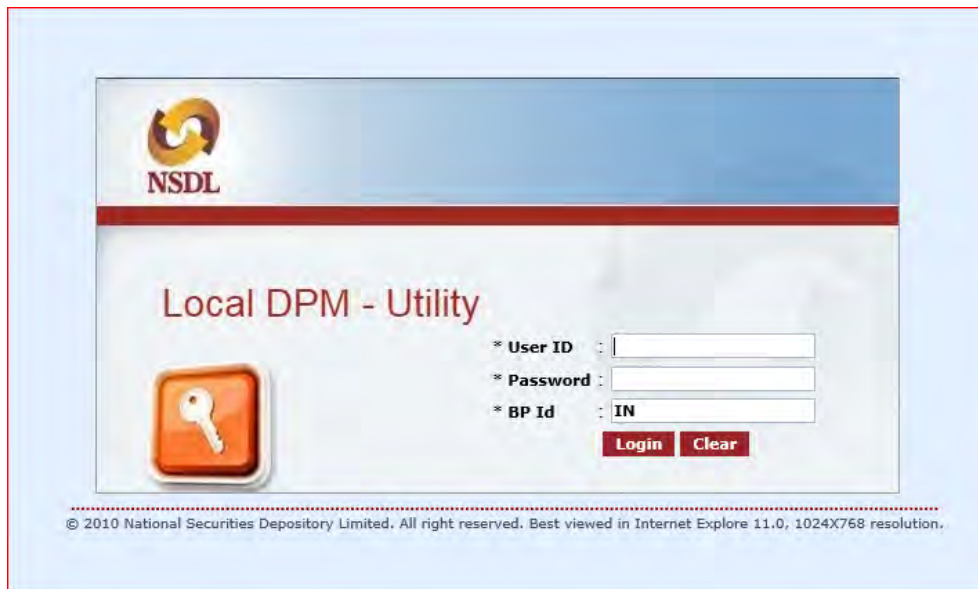 NSDL
Local DPM - Utility
* User ID :
* Password :
* BP Id : IN
Login Clear
© 2010 National Securities Depository Limited. All right reserved. Best viewed in Internet Explore 11.0, 1024X768 resolution.